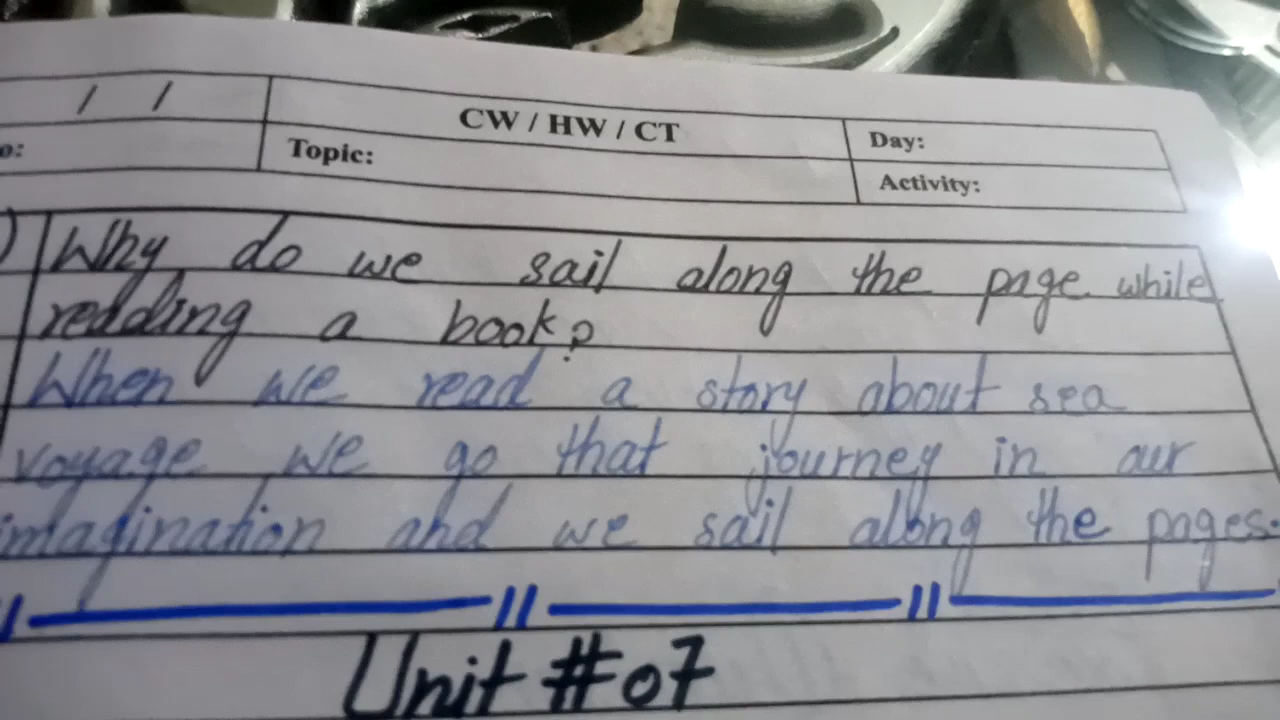 / /
CW / HW / CT
Day:
o:
Topic:
Activity:
) Why do we sail along the page while
reading a book?
When we read a story about sea
voyage we go that journey in our
imagination and we sail along the pages.
Unit #07